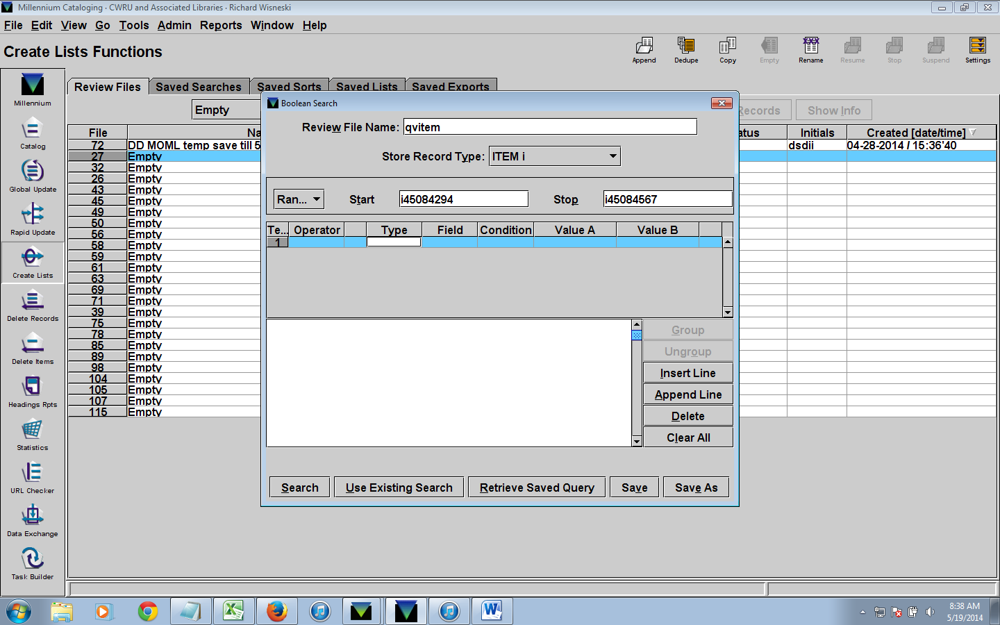 Millennium Cataloging · CWRU and Associated Libraries · Richard Wisneski
File Edit View Go Tools Admin Reports Window Help
Create Lists Functions
Append Dedupe Copy Empty Rename Resume Stop Suspend Settings
Millennium
Catalog
Global Update
Rapid Update
Create Lists
Delete Records
Delete Items
Headings Rpts
Statistics
URL Checker
Data Exchange
Task Builder
Review Files Saved Searches Saved Sorts Saved Lists Saved Exports
Empty Records Show Info
File Na atus Initials Created [date/time]
72 DD MOML temp save till 5 dsdii 04-28-2014 / 15:36'40
27 Empty
32 Empty
26 Empty
43 Empty
45 Empty
49 Empty
50 Empty
56 Empty
58 Empty
59 Empty
61 Empty
63 Empty
69 Empty
71 Empty
39 Empty
75 Empty
78 Empty
85 Empty
89 Empty
98 Empty
104 Empty
105 Empty
107 Empty
115 Empty
Boolean Search
Review File Name: qvitem
Store Record Type: ITEM i
Ran... Start i45084294 Stop i45084567
Te... Operator Type Field Condition Value A Value B
1
Group
Ungroup
Insert Line
Append Line
Delete
Clear All
Search Use Existing Search Retrieve Saved Query Save Save As
8:38 AM
5/19/2014